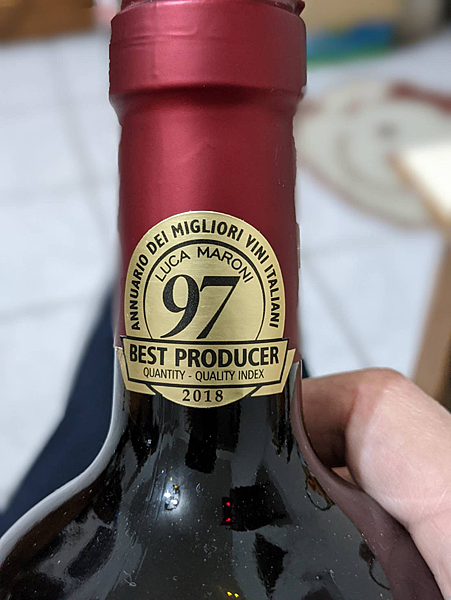 ANNUARIO DEI MIGLIORI VINI ITALIANI
LUCA MARONI
97
BEST PRODUCER
QUANTITY - QUALITY INDEX
2018